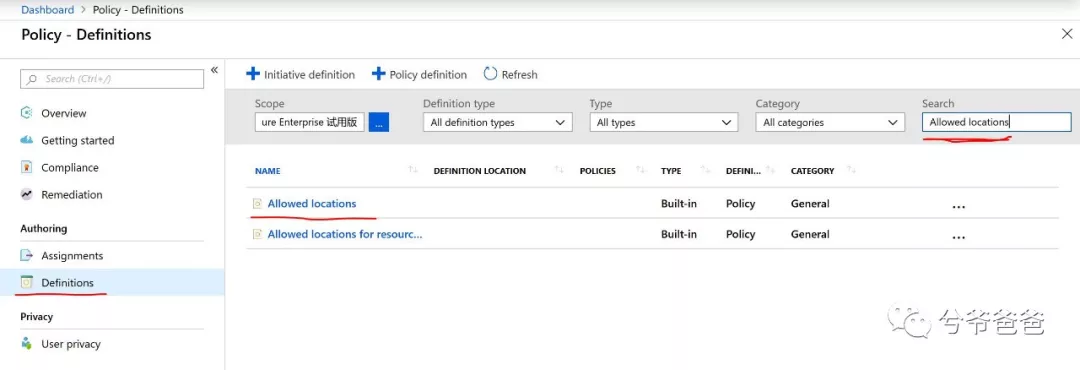 Dashboard > Policy - Definitions
Policy - Definitions
Search (Ctrl+/)
Overview
Getting started
Compliance
Remediation
Authoring
Assignments
Definitions
Privacy
User privacy
Initiative definition Policy definition Refresh
Scope Definition type Type Category Search
ure Enterprise 试用版 ... All definition types All types All categories Allowed locations
NAME DEFINITION LOCATION POLICIES TYPE DEFINI... CATEGORY
Allowed locations Built-in Policy General ...
Allowed locations for resourc... Built-in Policy General ...
兮爷爸爸